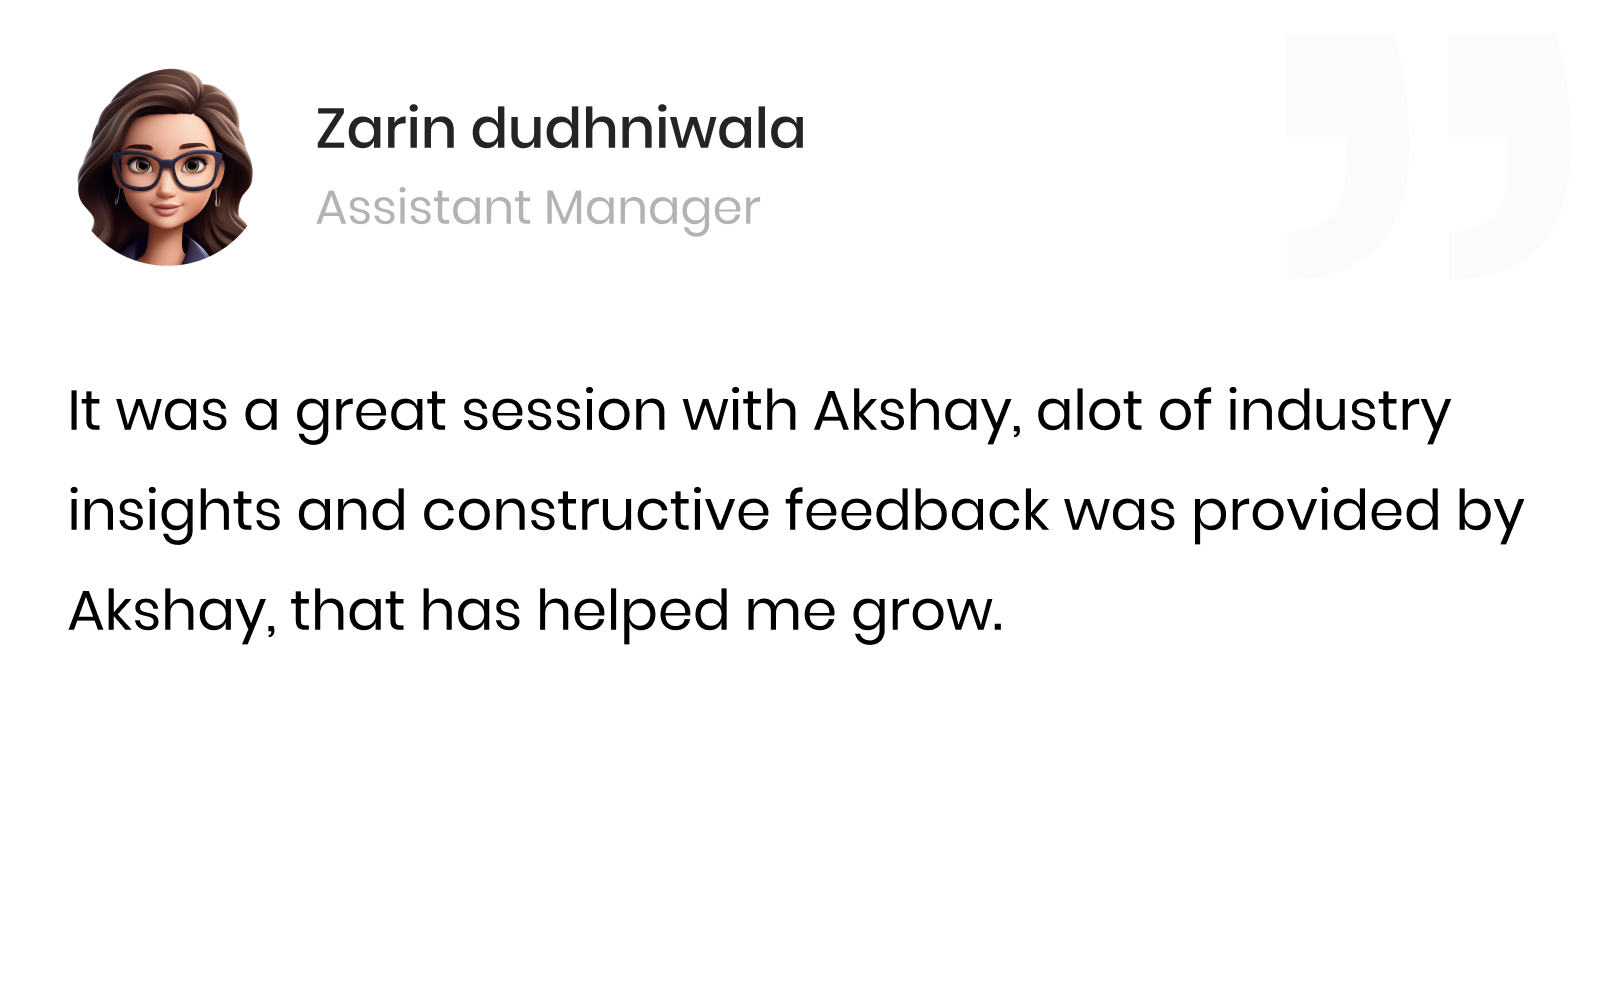 Zarin dudhniwala
Assistant Manager
It was a great session with Akshay, alot of industry
insights and constructive feedback was provided by
Akshay, that has helped me grow.